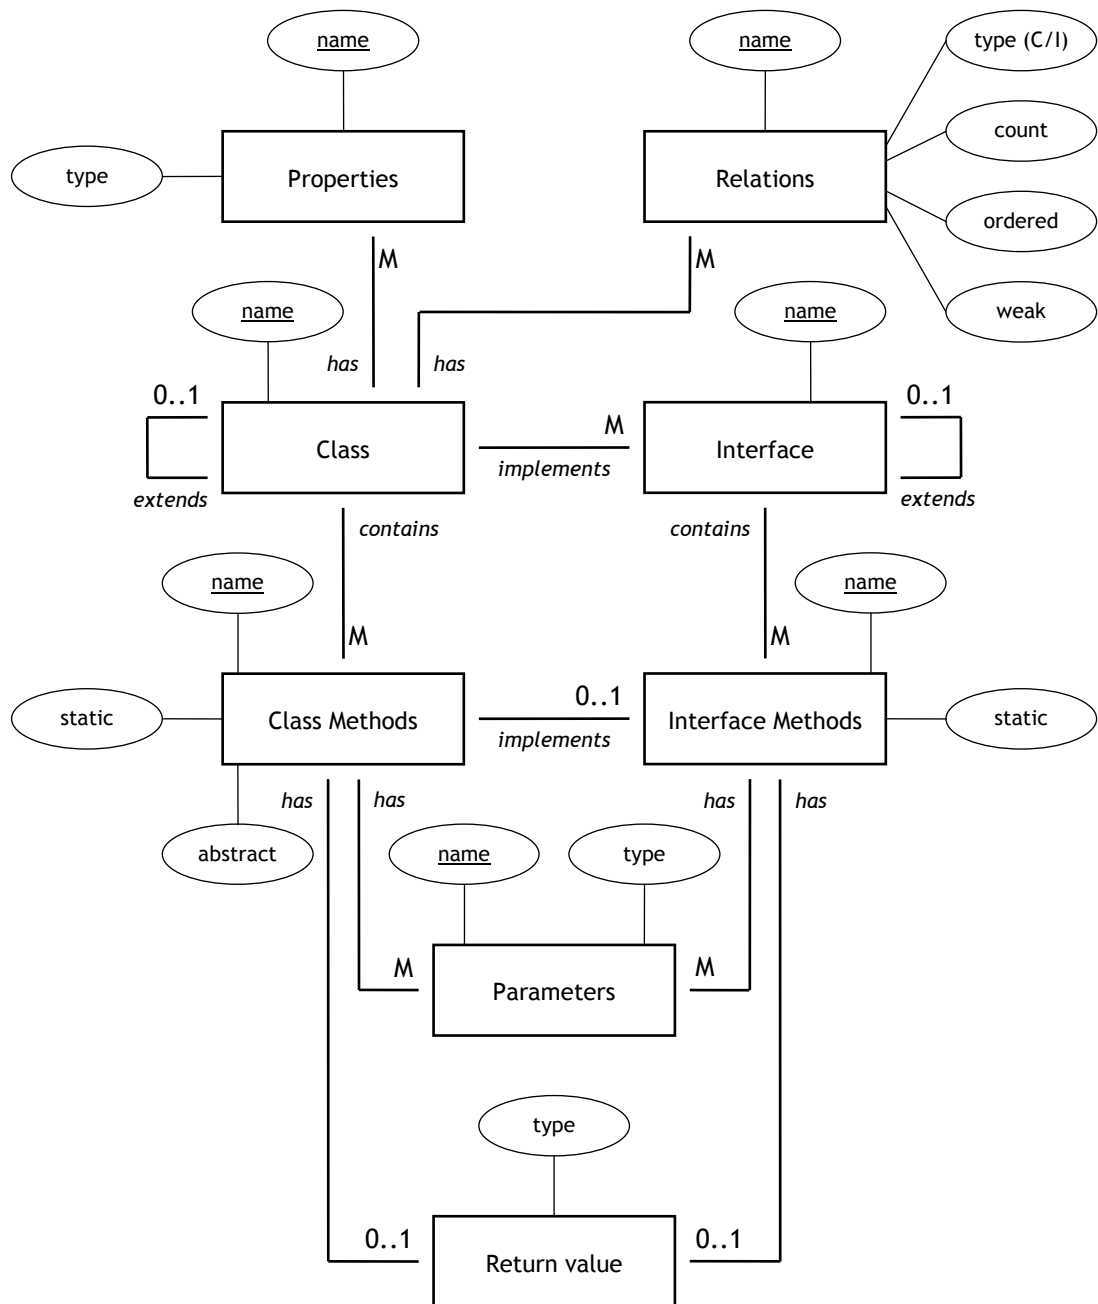 name
name
type (C/I)
count
type
Properties
Relations
ordered
M
M
name
name
weak
has
has
0..1
0..1
M
Class
Interface
implements
extends
extends
contains
contains
name
name
M
M
0..1
static
Class Methods
Interface Methods
static
implements
has
has
has
has
abstract
name
type
M
M
Parameters
type
0..1
0..1
Return value